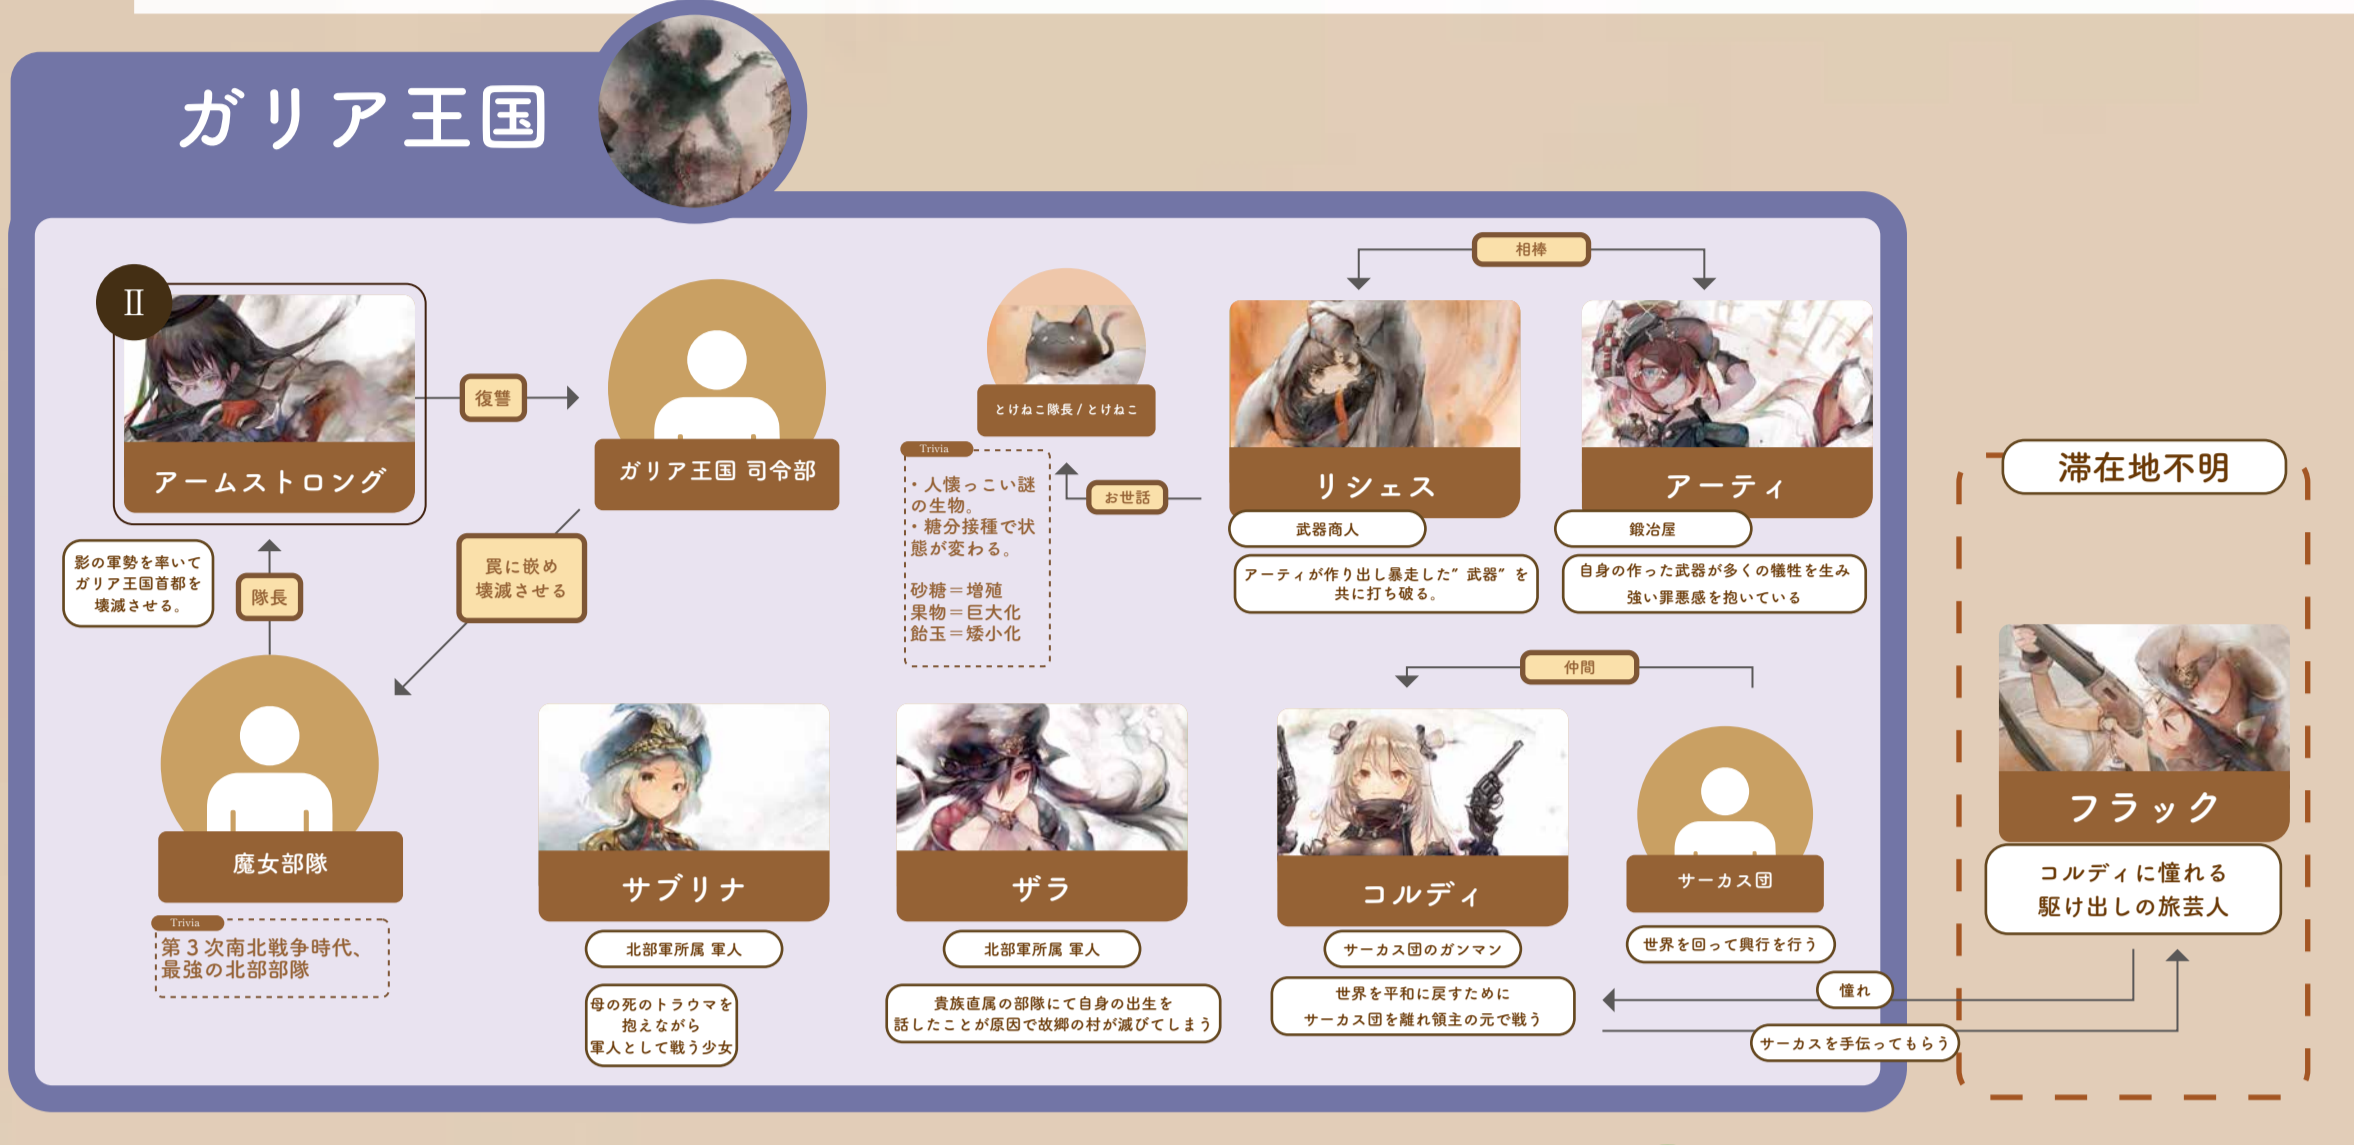 ガリア王国
Ⅱ
アームストロング
復讐
ガリア王国 司令部
影の軍勢を率いて
ガリア王国首都を
壊滅させる。
隊長
罠に嵌め
壊滅させる
魔女部隊
Trivia
第3次南北戦争時代、
最強の北部部隊
とけねこ隊長 / とけねこ
Trivia
・人懐っこい謎
の生物。
・糖分接種で状
態が変わる。
砂糖＝増殖
果物＝巨大化
飴玉＝矮小化
お世話
相棒
リシェス
武器商人
アーティが作り出し暴走した”武器”を
共に打ち破る。
アーティ
鍛冶屋
自身の作った武器が多くの犠牲を生み
強い罪悪感を抱いている
サブリナ
北部軍所属 軍人
母の死のトラウマを
抱えながら
軍人として戦う少女
ザラ
北部軍所属 軍人
貴族直属の部隊にて自身の出生を
話したことが原因で故郷の村が滅びてしまう
仲間
コルディ
サーカス団のガンマン
世界を平和に戻すために
サーカス団を離れ領主の元で戦う
サーカス団
世界を回って興行を行う
憧れ
サーカスを手伝ってもらう
滞在地不明
フラック
コルディに憧れる
駆け出しの旅芸人